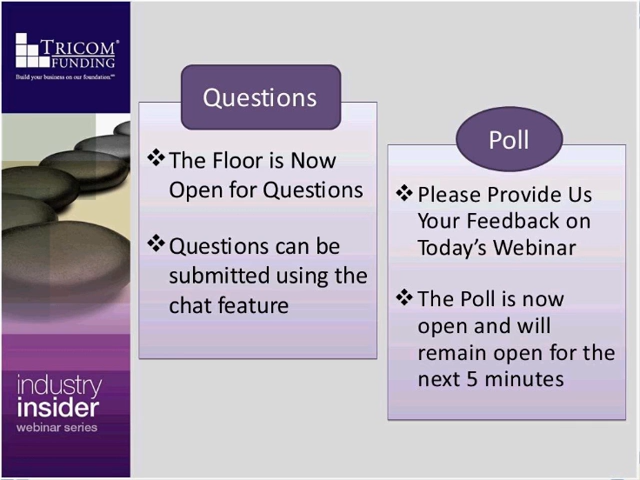 TRICOM®
FUNDING
Build your business on our foundation.℠
industry
insider
webinar series
Questions
❖The Floor is Now
Open for Questions
❖Questions can be
submitted using the
chat feature
Poll
❖Please Provide Us
Your Feedback on
Today’s Webinar
❖The Poll is now
open and will
remain open for the
next 5 minutes